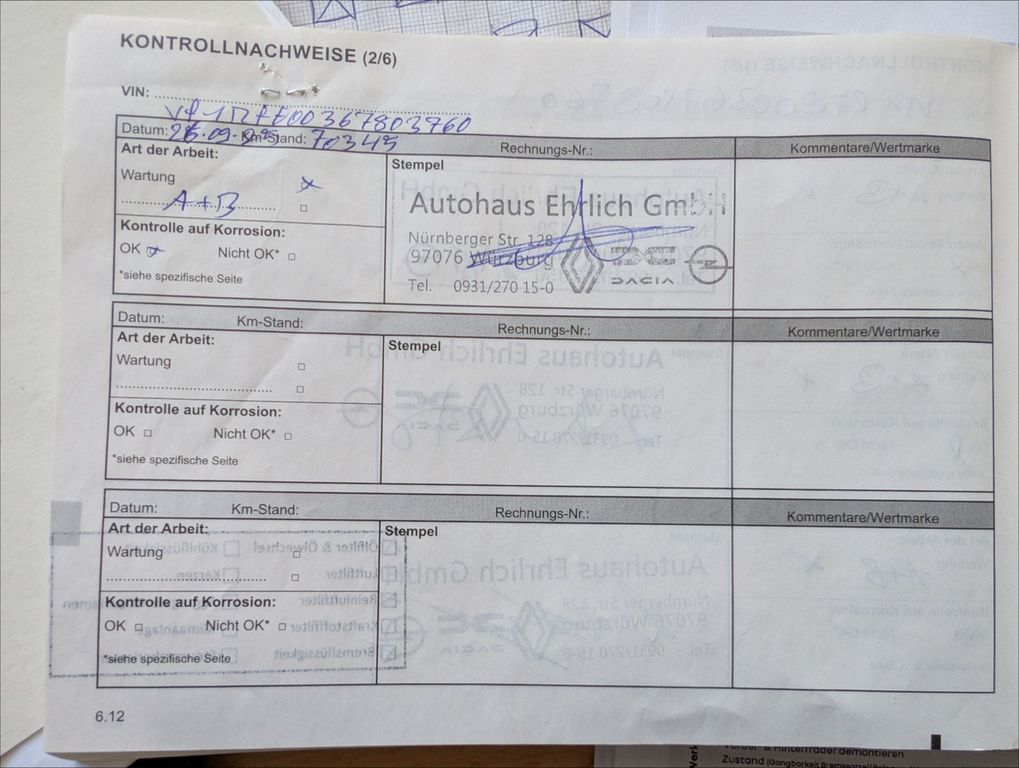 KONTROLLNACHWEISE (2/6)
VIN:
Datum: Km-Stand: 70345 Rechnungs-Nr.: Kommentare/Wertmarke
Art der Arbeit: Stempel
Wartung
A+B
Autohaus Ehrlich GmbH
Nürnberger Str. 128
97076 Würzburg
DACIA
Tel. 0931/270 15-0
Kontrolle auf Korrosion:
OK Nicht OK*
*siehe spezifische Seite
Datum: Km-Stand: Rechnungs-Nr.: Kommentare/Wertmarke
Art der Arbeit: Stempel
Wartung
Kontrolle auf Korrosion:
OK Nicht OK*
*siehe spezifische Seite
Datum: Km-Stand: Rechnungs-Nr.: Kommentare/Wertmarke
Art der Arbeit: Stempel
Wartung
Kontrolle auf Korrosion:
OK Nicht OK*
*siehe spezifische Seite
6.12
Zustand